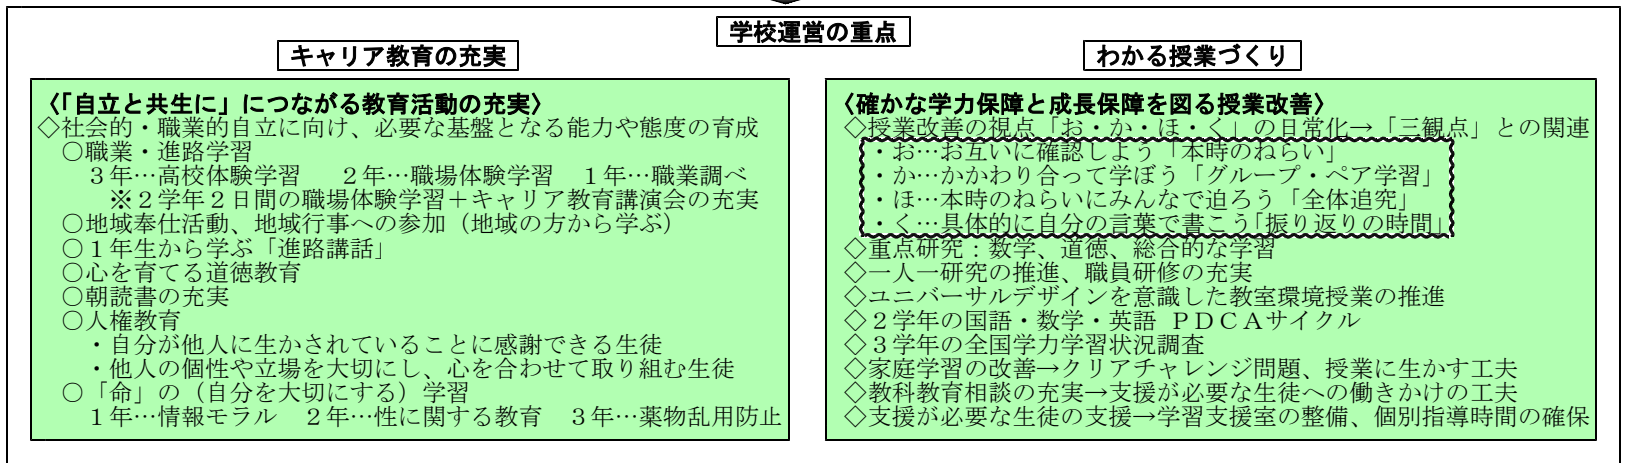 学校運営の重点
キャリア教育の充実
〈「自立と共生に」につながる教育活動の充実〉
◇社会的・職業的自立に向け、必要な基盤となる能力や態度の育成
○職業・進路学習
３年…高校体験学習　２年…職場体験学習　１年…職業調べ
※２学年２日間の職場体験学習＋キャリア教育講演会の充実
○地域奉仕活動、地域行事への参加（地域の方から学ぶ）
○１年生から学ぶ「進路講話」
○心を育てる道徳教育
○朝読書の充実
○人権教育
・自分が他人に生かされていることに感謝できる生徒
・他人の個性や立場を大切にし、心を合わせて取り組む生徒
○「命」の（自分を大切にする）学習
１年…情報モラル　２年…性に関する教育　３年…薬物乱用防止
わかる授業づくり
〈確かな学力保障と成長保障を図る授業改善〉
◇授業改善の視点「お・か・ほ・く」の日常化→「三観点」との関連
・お…お互いに確認しよう「本時のねらい」
・か…かかわり合って学ぼう「グループ・ペア学習」
・ほ…本時のねらいにみんなで迫ろう「全体追究」
・く…具体的に自分の言葉で書こう「振り返りの時間」
◇重点研究：数学、道徳、総合的な学習
◇一人一研究の推進、職員研修の充実
◇ユニバーサルデザインを意識した教室環境授業の推進
◇２学年の国語・数学・英語 ＰＤＣＡサイクル
◇３学年の全国学力学習状況調査
◇家庭学習の改善→クリアチャレンジ問題、授業に生かす工夫
◇教科教育相談の充実→支援が必要な生徒への働きかけの工夫
◇支援が必要な生徒の支援→学習支援室の整備、個別指導時間の確保